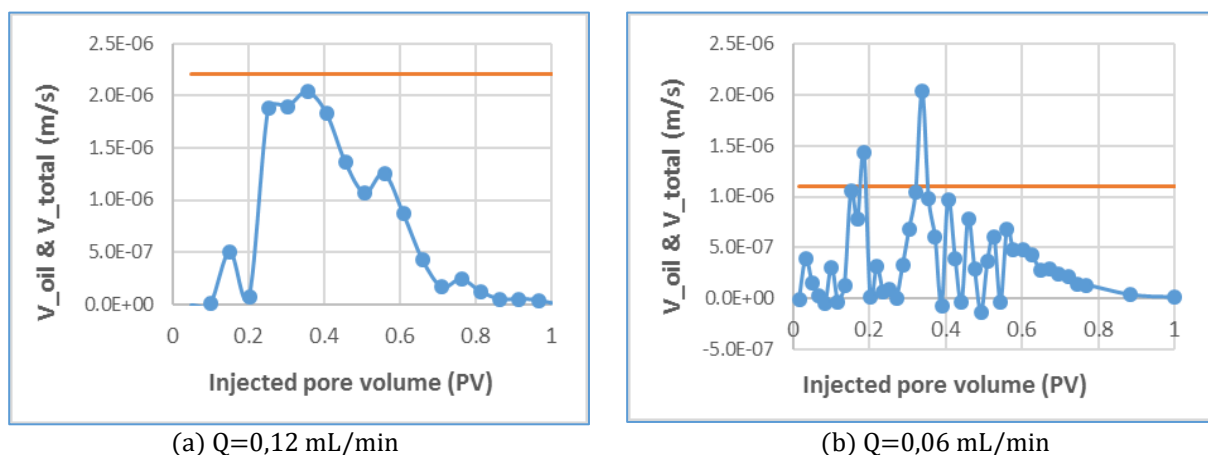 2.5E-06
2.0E-06
1.5E-06
1.0E-06
5.0E-07
0.0E+00
V_oil & V_total (m/s)
0 0.2 0.4 0.6 0.8 1
Injected pore volume (PV)
(a) Q=0,12 mL/min
2.5E-06
2.0E-06
1.5E-06
1.0E-06
5.0E-07
0.0E+00
-5.0E-07
V_oil & V_total (m/s)
0 0.2 0.4 0.6 0.8 1
Injected pore volume (PV)
(b) Q=0,06 mL/min